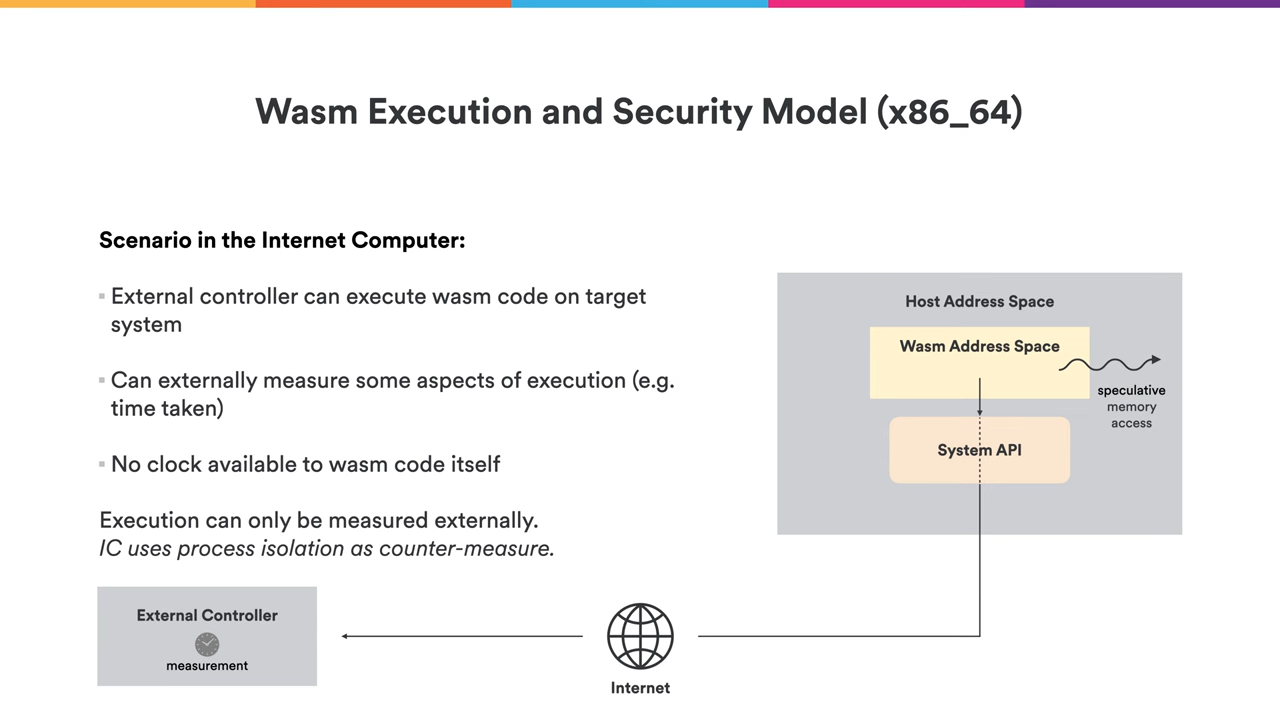 Wasm Execution and Security Model (x86_64)
Scenario in the Internet Computer:
External controller can execute wasm code on target
system
Can externally measure some aspects of execution (e.g.
time taken)
No clock available to wasm code itself
Execution can only be measured externally.
IC uses process isolation as counter-measure.
Host Address Space
Wasm Address Space
speculative
memory
access
System API
External Controller
measurement
Internet